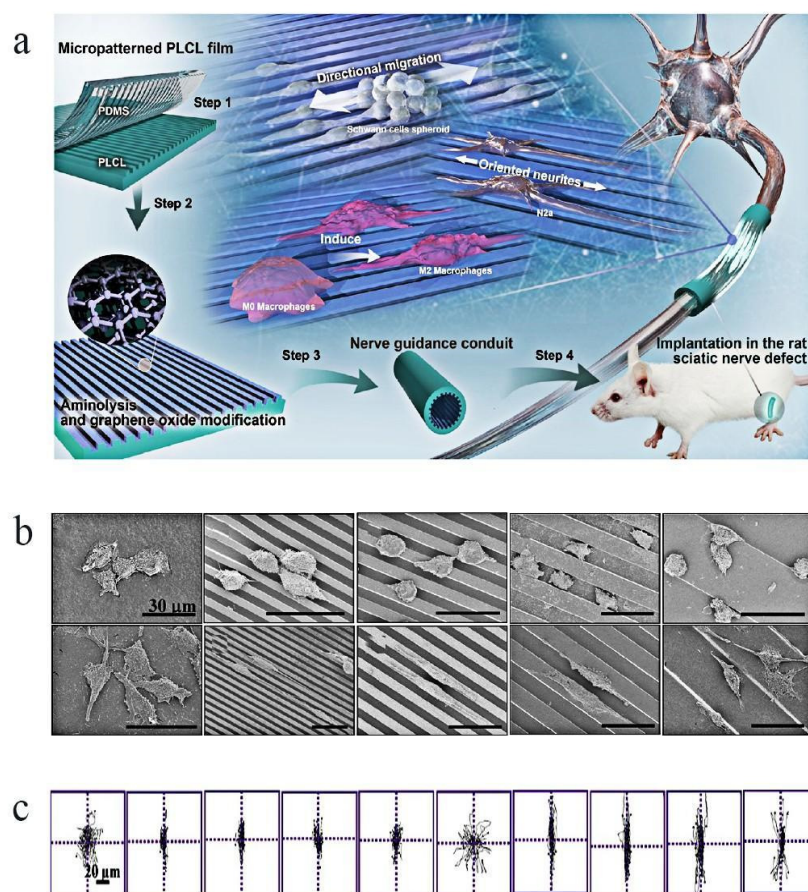 a
Micropatterned PLCL film
PDMS
Step 1
PLCL
Step 2
Directional migration
Schwann cells spheroid
Oriented neurites
N2a
Induce
M2 Macrophages
M0 Macrophages
Aminolysis
and graphene oxide modification
Step 3
Nerve guidance conduit
Step 4
Implantation in the rat
sciatic nerve defect
b
30 μm
c
20 μm